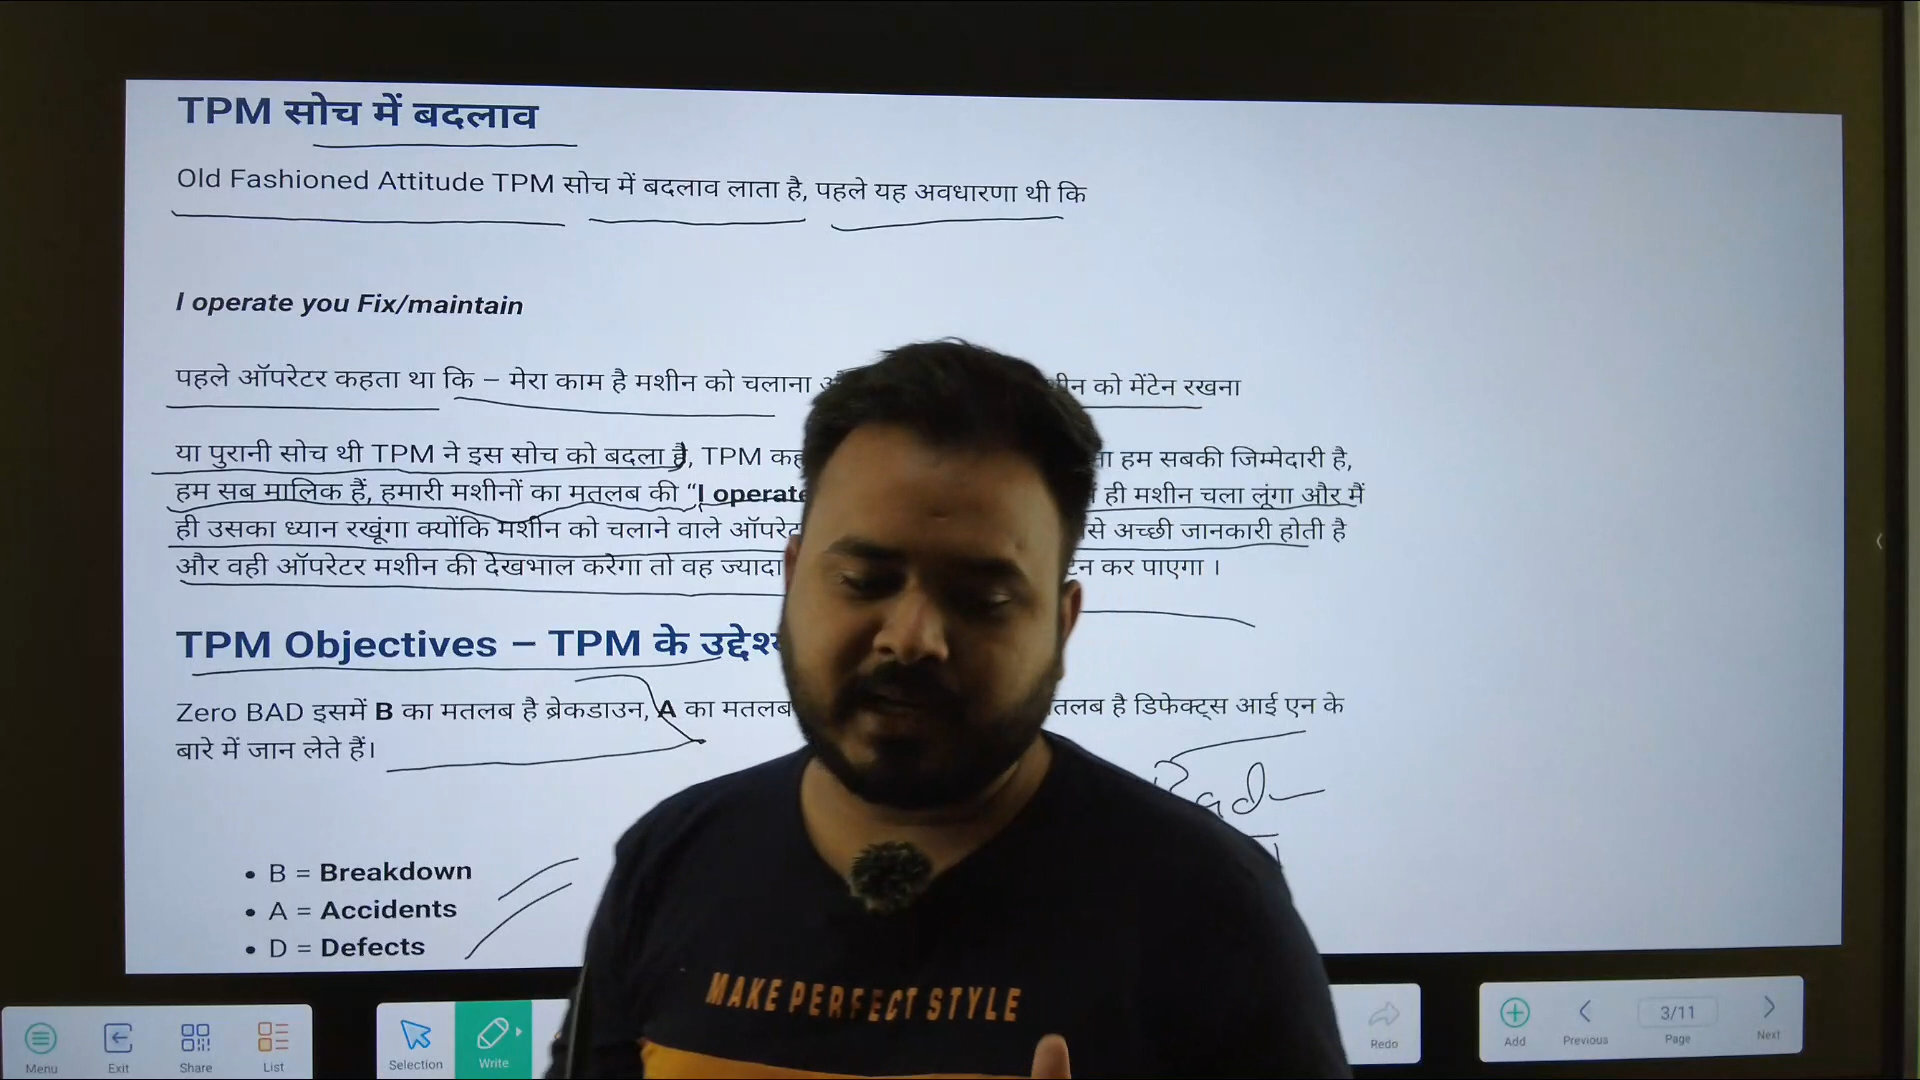 TPM सोच में बदलाव
Old Fashioned Attitude TPM सोच में बदलाव लाता है, पहले यह अवधारणा थी कि
I operate you Fix/maintain
पहले ऑपरेटर कहता था कि – मेरा काम है मशीन को चलाना को मेंटेन रखना
या पुरानी सोच थी TPM ने इस सोच को बदला है, TPM हम सबकी जिम्मेदारी है,
हम सब मालिक हैं, हमारी मशीनों का मतलब की “I operate ही मशीन चला लूंगा और मैं
ही उसका ध्यान रखूंगा क्योंकि मशीन को चलाने वाले से अच्छी जानकारी होती है
और वही ऑपरेटर मशीन की देखभाल करेगा तो वह ज्यादा कर पाएगा ।
TPM Objectives – TPM के
Zero BAD इसमें B का मतलब है ब्रेकडाउन, A का मतलब है डिफेक्ट्स आई एन के
बारे में जान लेते हैं।
Bad
• B = Breakdown
• A = Accidents
• D = Defects
MAKE PERFECT STYLE
Menu Exit Share List Selection Write Redo Add Previous 3/11 Page Next